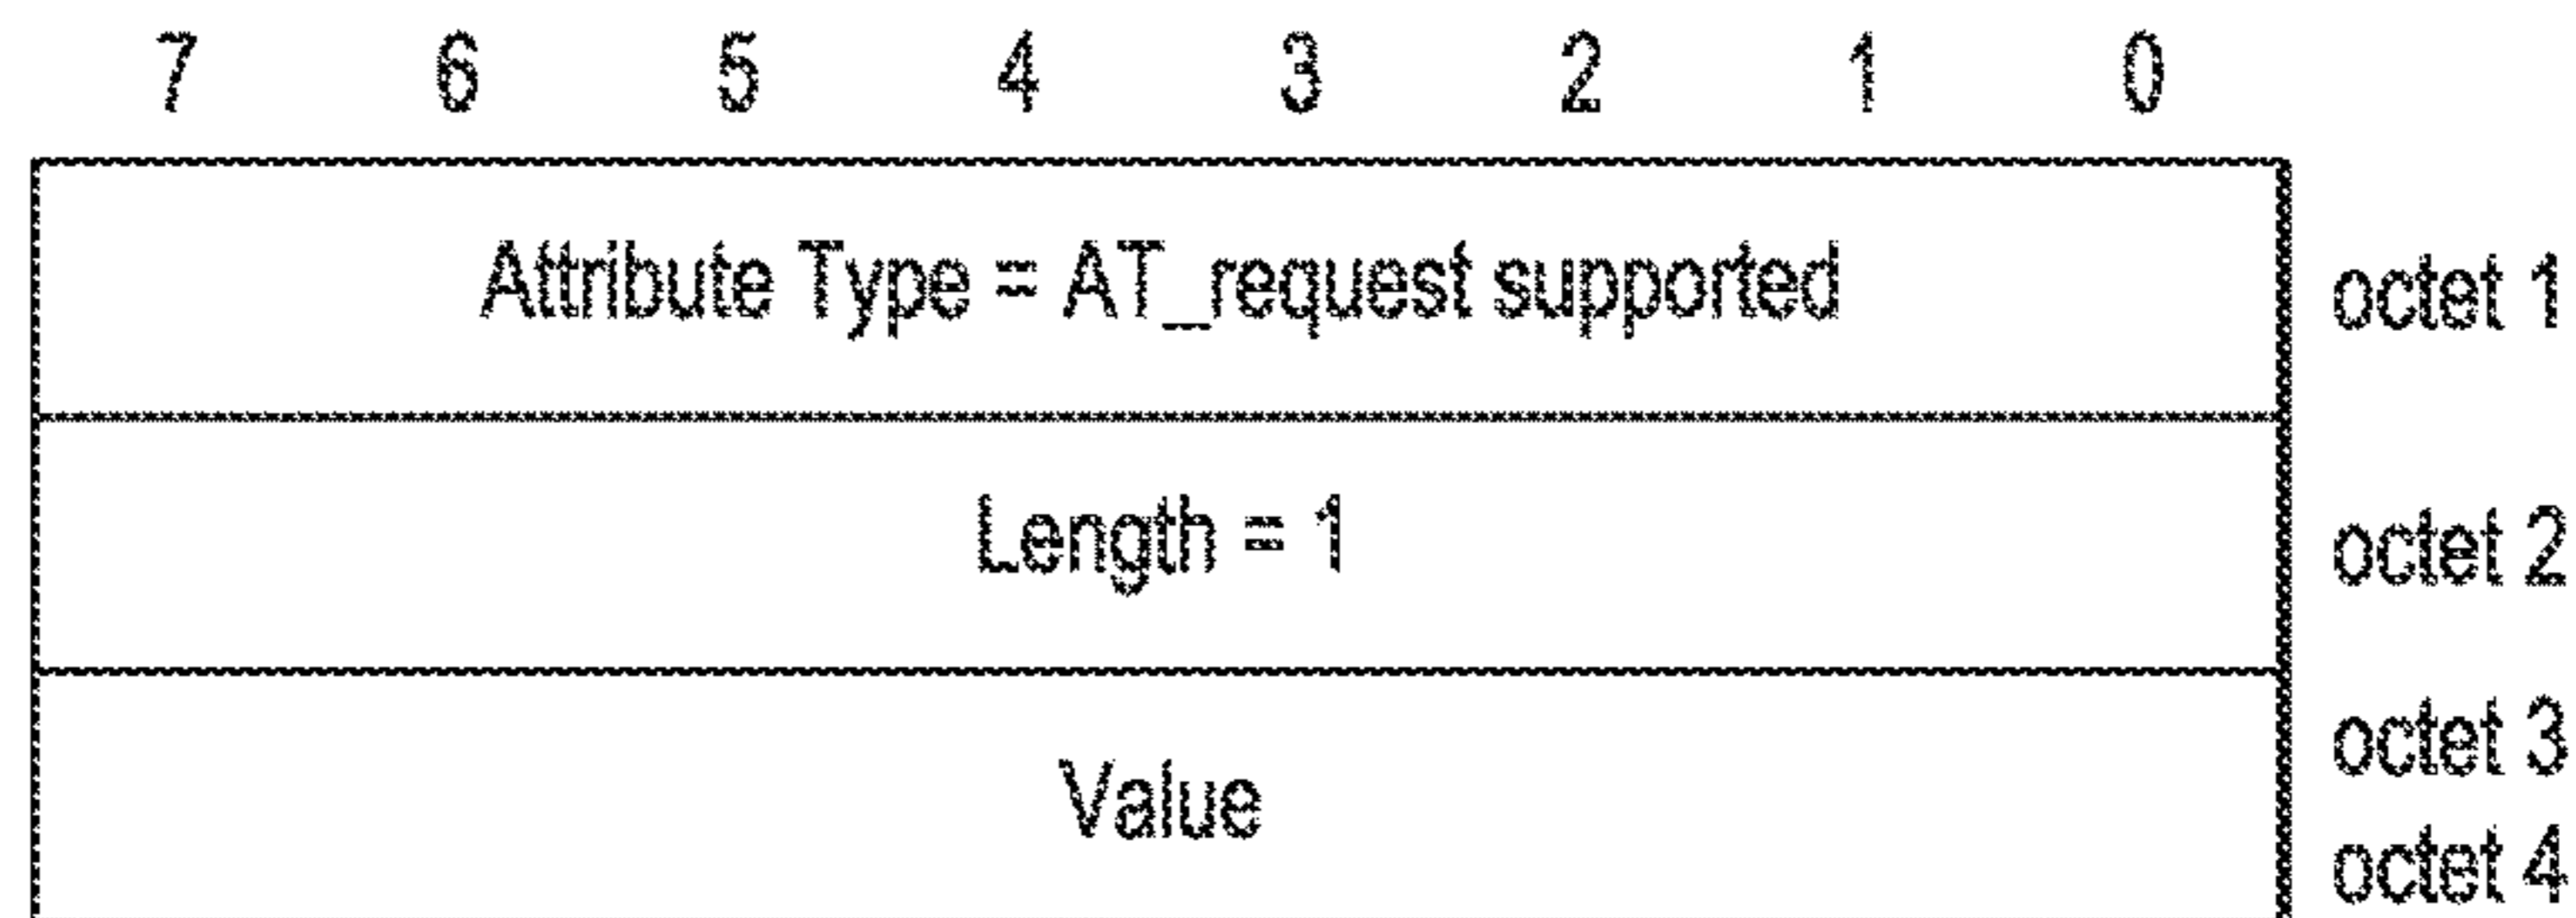 7 6 5 4 3 2 1 0
Attribute Type = AT_request supported octet 1
Length = 1 octet 2
octet 3
Value
octet 4